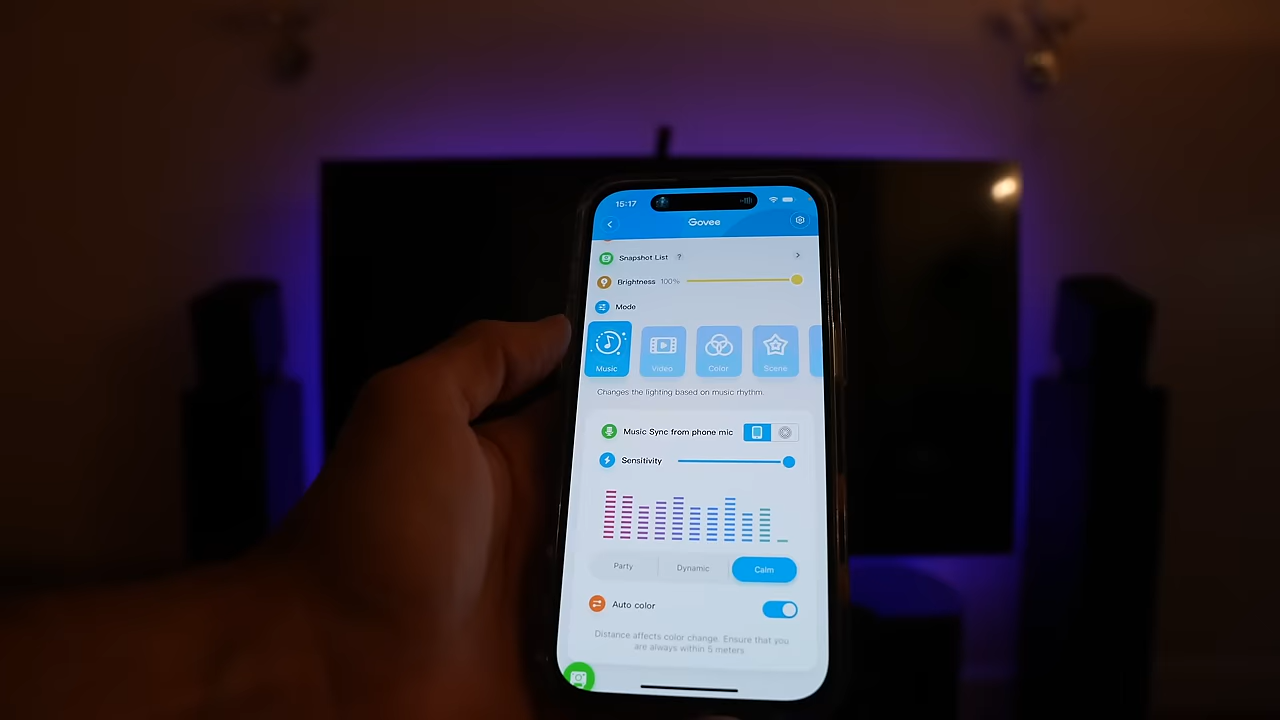 15:17
Govee
Snapshot List ?
Brightness 100%
Mode
Music Video Color Scene
Changes the lighting based on music rhythm.
Music Sync from phone mic
Sensitivity
Party Dynamic Calm
Auto color
Distance affects color change. Ensure that you
are always within 5 meters